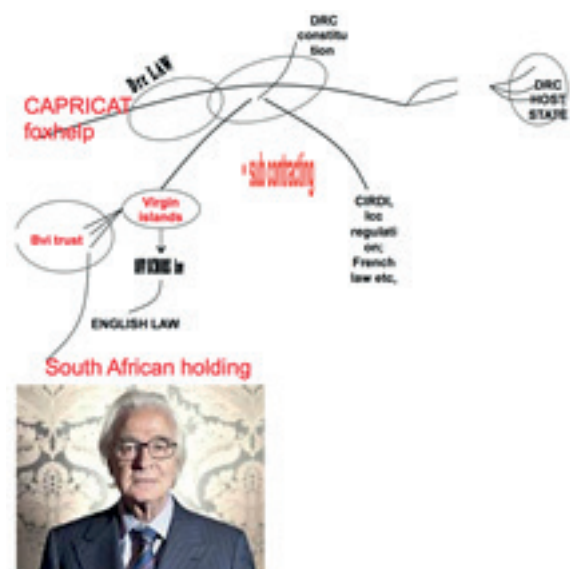 DRC
constitu
tion
Drc LAW
CAPRICAT
foxhelp
DRC
HOST
STATE
* sub contracting
Virgin
islands
Bvi trust
CIRDI,
Icc
regulati
on;
French
law etc,
law
ENGLISH LAW
South African holding